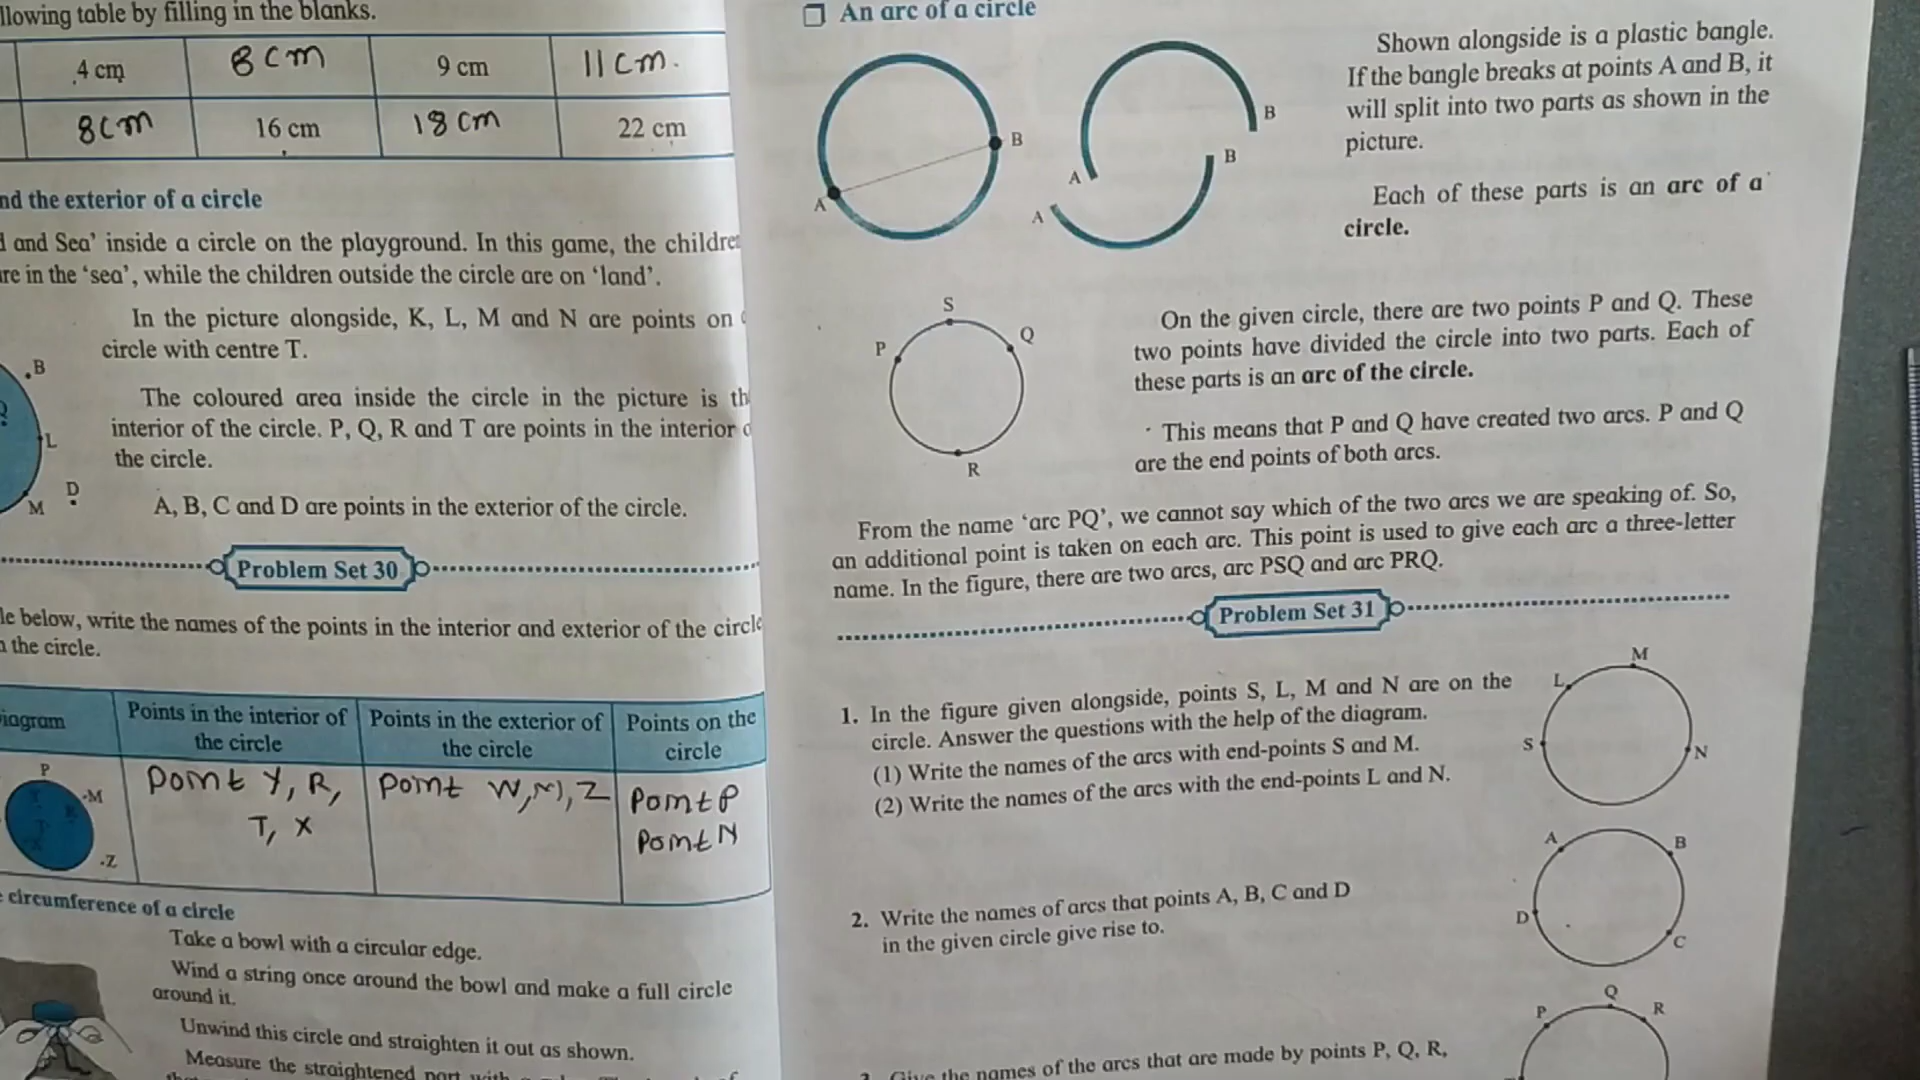 llowing table by filling in the blanks.
4 cm 8 cm 9 cm 11 cm.
8cm 16 cm 18 cm 22 cm
nd the exterior of a circle
and Sea' inside a circle on the playground. In this game, the
are in the 'sea', while the children outside the circle are on 'land'.
In the picture alongside, K, L, M and N are points on
circle with centre T.
The coloured area inside the circle in the picture is
interior of the circle. P, Q, R and T are points in the interior
the circle.
A, B, C and D are points in the exterior of the circle.
B
L
M
D
Problem Set 30
below, write the names of the points in the interior and exterior of the circle
the circle.
iagram Points in the interior of the circle Points in the exterior of the circle Points on the circle
P
M
Z
Point Y, R,
T, X
Point W, M, Z
Point P
Point N
circumference of a circle
Take a bowl with a circular edge.
Wind a string once around the bowl and make a full circle
around it.
Unwind this circle and straighten it out as shown.
Measure the straightened part with
An arc of a circle
A B
A B
A B
Shown alongside is a plastic bangle.
If the bangle breaks at points A and B, it
will split into two parts as shown in the
picture.
Each of these parts is an arc of a
circle.
S
P Q
R
On the given circle, there are two points P and Q. These
two points have divided the circle into two parts. Each of
these parts is an arc of the circle.
This means that P and Q have created two arcs. P and Q
are the end points of both arcs.
From the name 'arc PQ', we cannot say which of the two arcs we are speaking of. So,
an additional point is taken on each arc. This point is used to give each arc a three-letter
name. In the figure, there are two arcs, arc PSQ and arc PRQ.
Problem Set 31
1. In the figure given alongside, points S, L, M and N are on the
circle. Answer the questions with the help of the diagram.
(1) Write the names of the arcs with end-points S and M.
(2) Write the names of the arcs with the end-points L and N.
M
L
S
N
2. Write the names of arcs that points A, B, C and D
in the given circle give rise to.
A B
D
C
Give the names of the arcs that are made by points P, Q, R,
Q
P R